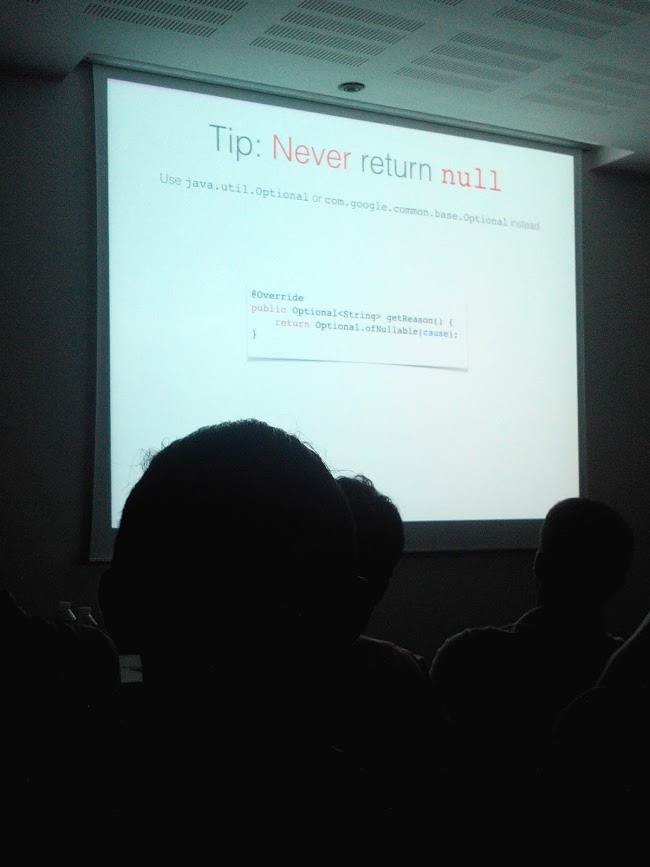 Tip: Never return null
Use java.util.Optional or com.google.common.base.Optional instead
@Override
public Optional<String> getReason() {
    return Optional.ofNullable(cause);
}